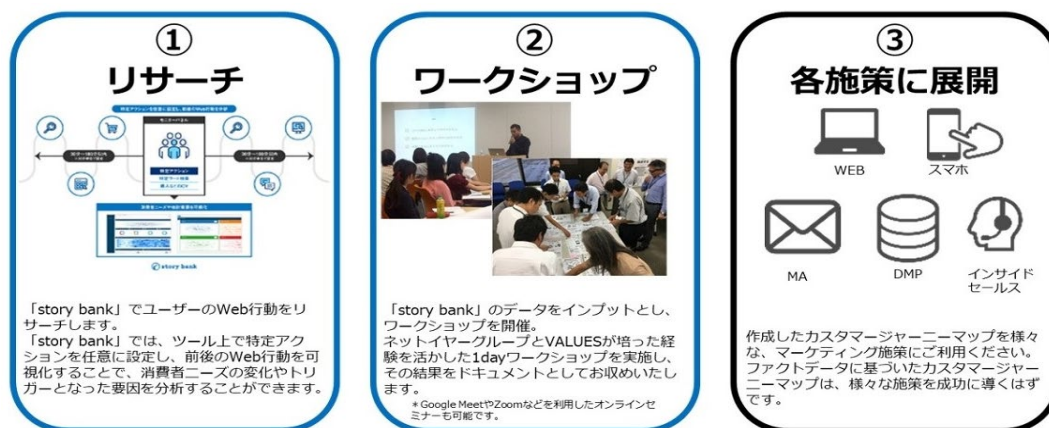 ①
リサーチ
特定アクション
story bank
「story bank」でユーザーのWeb行動をリ
サーチします。
「story bank」では、ツール上で特定アク
ションを任意に設定し、前後のWeb行動を可
視化することで、消費者ニーズの変化やトリ
ガーとなった要因を分析することができます。
②
ワークショップ
「story bank」のデータをインプットとし、
ワークショップを開催。
ネットイヤーグループとVALUESが培った経
験を活かした1dayワークショップを実施し、
その結果をドキュメントとしてお収めいたし
ます。
＊Google MeetやZoomなどを利用したオンラインセ
ミナーも可能です。
③
各施策に展開
WEB
スマホ
MA
DMP
インサイド
セールス
作成したカスタマージャーニーマップを様々
な、マーケティング施策にご利用ください。
ファクトデータに基づいたカスタマージャー
ニーマップは、様々な施策を成功に導くはず
です。